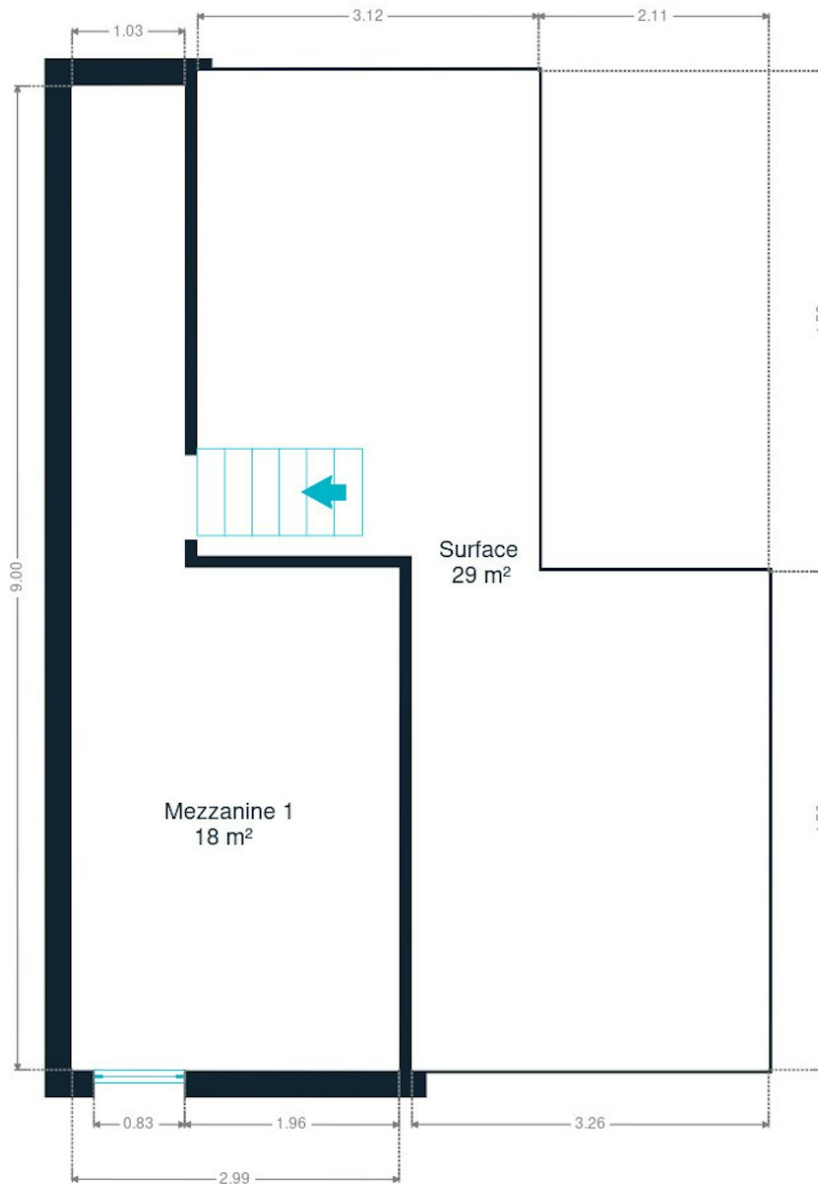 3.12
2.11
1.03
9.00
Surface
29 m²
Mezzanine 1
18 m²
0.83
1.96
3.26
2.99